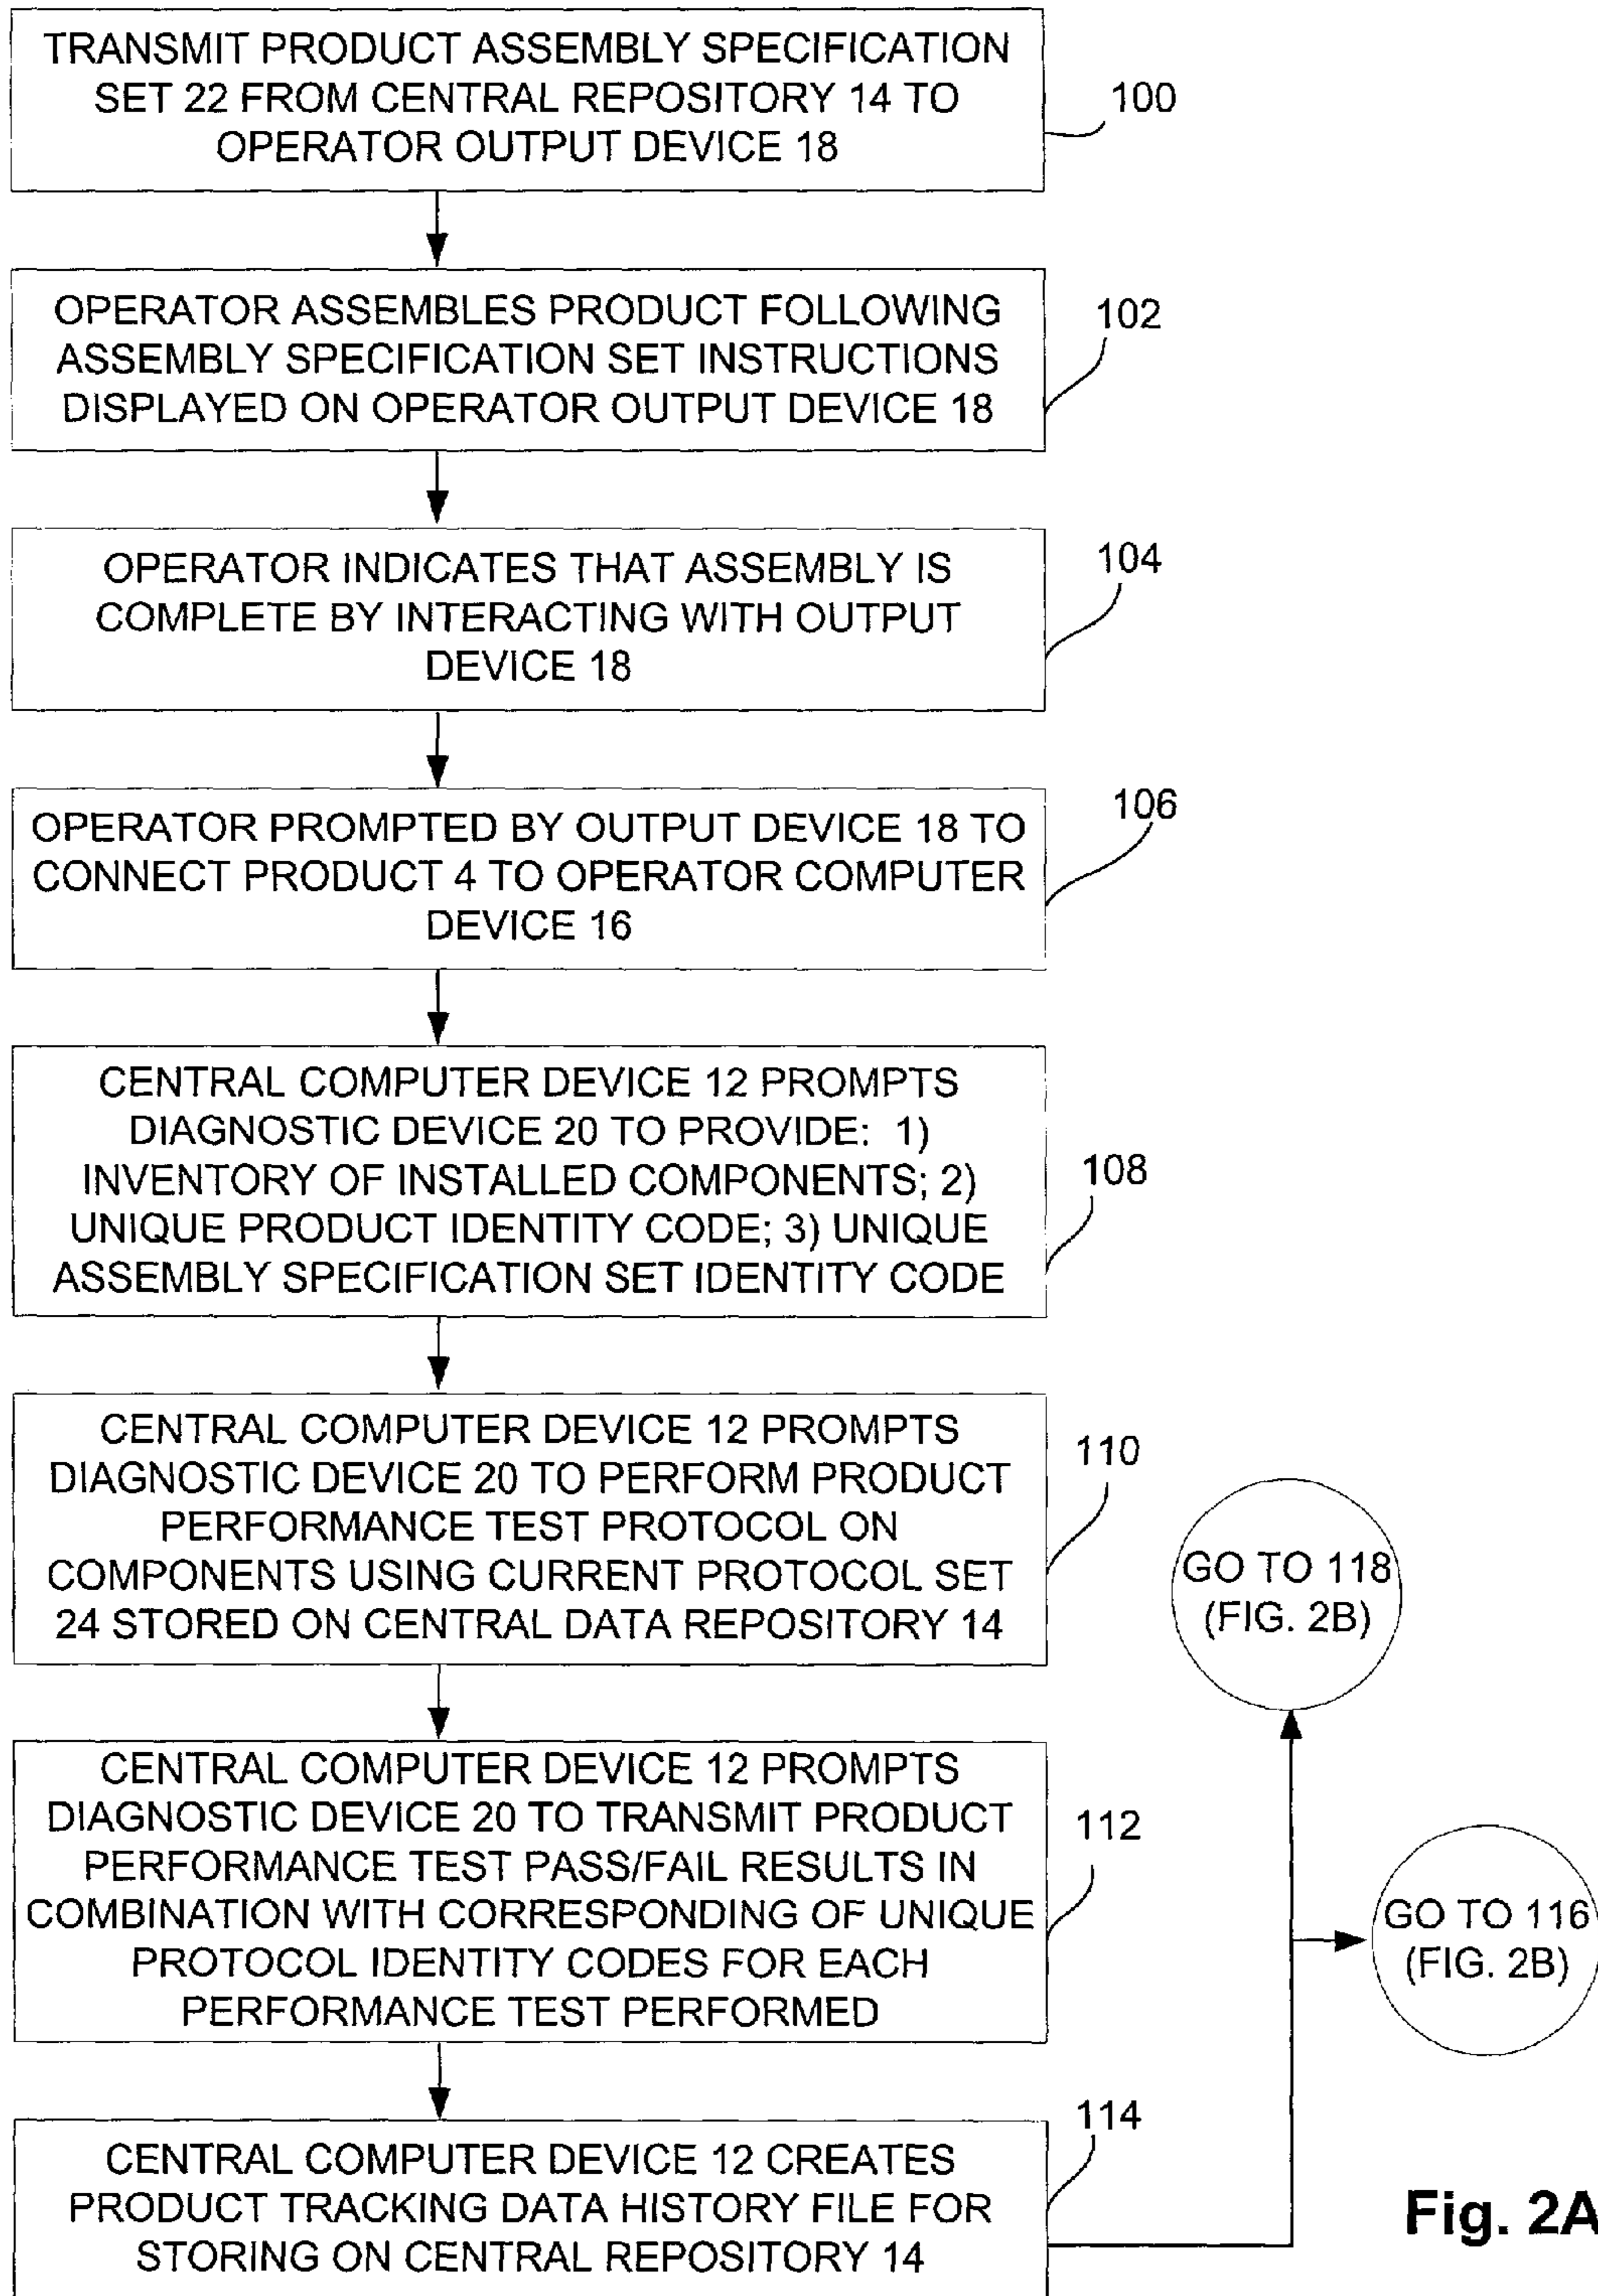 TRANSMIT PRODUCT ASSEMBLY SPECIFICATION
SET 22 FROM CENTRAL REPOSITORY 14 TO
OPERATOR OUTPUT DEVICE 18
100
OPERATOR ASSEMBLES PRODUCT FOLLOWING
ASSEMBLY SPECIFICATION SET INSTRUCTIONS
DISPLAYED ON OPERATOR OUTPUT DEVICE 18
102
OPERATOR INDICATES THAT ASSEMBLY IS
COMPLETE BY INTERACTING WITH OUTPUT
DEVICE 18
104
OPERATOR PROMPTED BY OUTPUT DEVICE 18 TO
CONNECT PRODUCT 4 TO OPERATOR COMPUTER
DEVICE 16
106
CENTRAL COMPUTER DEVICE 12 PROMPTS
DIAGNOSTIC DEVICE 20 TO PROVIDE: 1)
INVENTORY OF INSTALLED COMPONENTS; 2)
UNIQUE PRODUCT IDENTITY CODE; 3) UNIQUE
ASSEMBLY SPECIFICATION SET IDENTITY CODE
108
CENTRAL COMPUTER DEVICE 12 PROMPTS
DIAGNOSTIC DEVICE 20 TO PERFORM PRODUCT
PERFORMANCE TEST PROTOCOL ON
COMPONENTS USING CURRENT PROTOCOL SET
24 STORED ON CENTRAL DATA REPOSITORY 14
110
GO TO 118
(FIG. 2B)
CENTRAL COMPUTER DEVICE 12 PROMPTS
DIAGNOSTIC DEVICE 20 TO TRANSMIT PRODUCT
PERFORMANCE TEST PASS/FAIL RESULTS IN
COMBINATION WITH CORRESPONDING OF UNIQUE
PROTOCOL IDENTITY CODES FOR EACH
PERFORMANCE TEST PERFORMED
112
GO TO 116
(FIG. 2B)
CENTRAL COMPUTER DEVICE 12 CREATES
PRODUCT TRACKING DATA HISTORY FILE FOR
STORING ON CENTRAL REPOSITORY 14
114
Fig. 2A